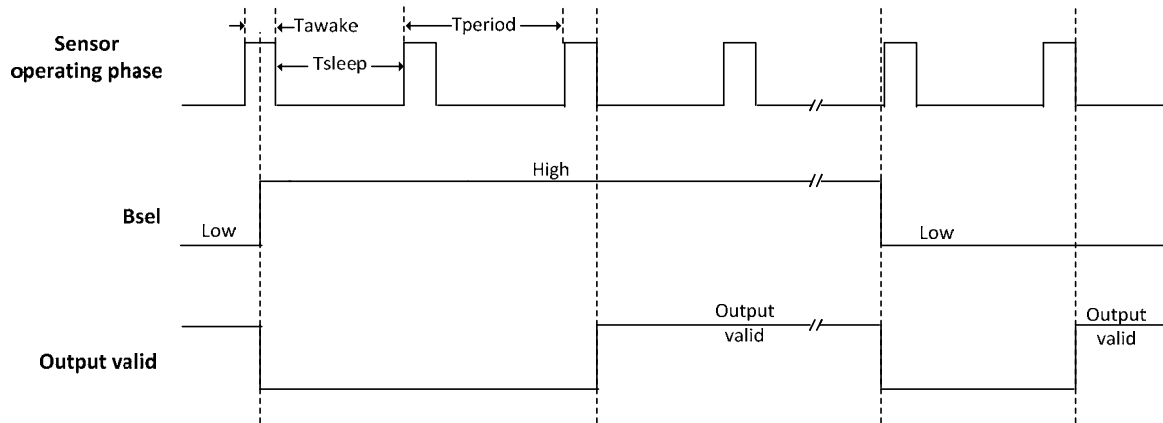 Tawake
Tperiod
Sensor
operating phase
Tsleep
High
Bsel
Low
Low
Output
valid
Output
valid
Output valid